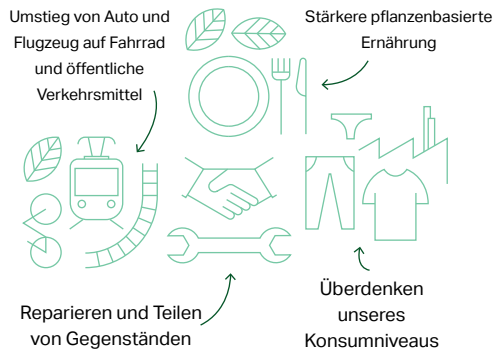 Umstieg von Auto und
Flugzeug auf Fahrrad
und öffentliche
Verkehrsmittel
Stärkere pflanzenbasierte
Ernährung
Reparieren und Teilen
von Gegenständen
Überdenken
unseres
Konsumniveaus